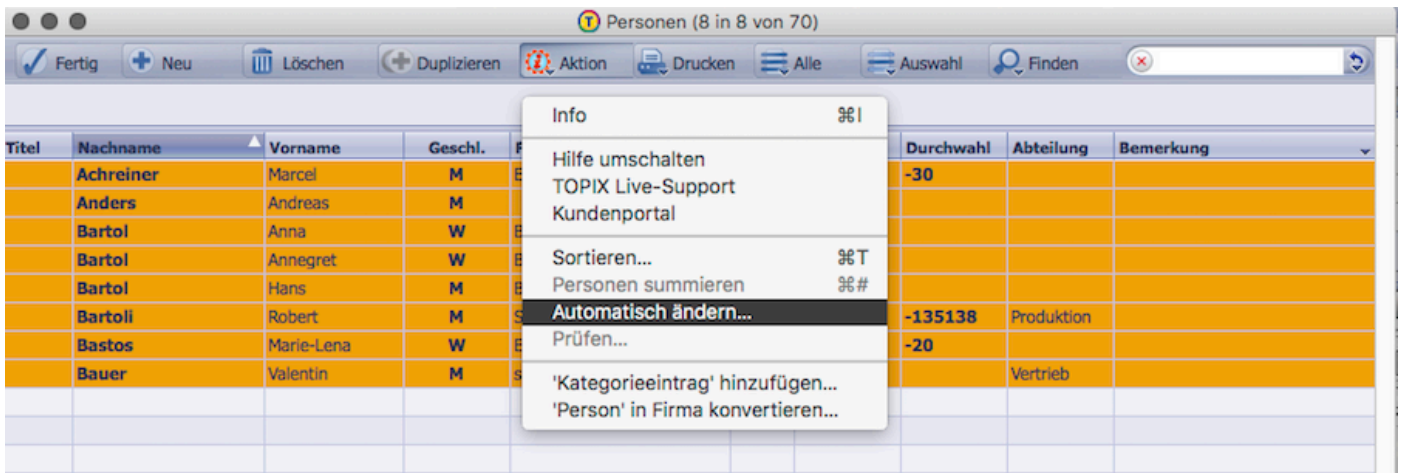 Personen (8 in 8 von 70)
Fertig Neu Löschen Duplizieren Aktion Drucken Alle Auswahl Finden
Info ⌘I
Titel Nachname Vorname Geschl. Durchwahl Abteilung Bemerkung
Hilfe umschalten
Achreiner Marcel M -30
TOPIX Live-Support
Anders Andreas M
Kundenportal
Bartol Anna W
Sortieren... ⌘T
Bartol Annegret W
Personen summieren ⌘#
Bartol Hans M
Automatisch ändern...
Bartoli Robert M -135138 Produktion
Prüfen...
Bastos Marie-Lena W -20
Bauer Valentin M Vertrieb
'Kategorieeintrag' hinzufügen...
'Person' in Firma konvertieren...